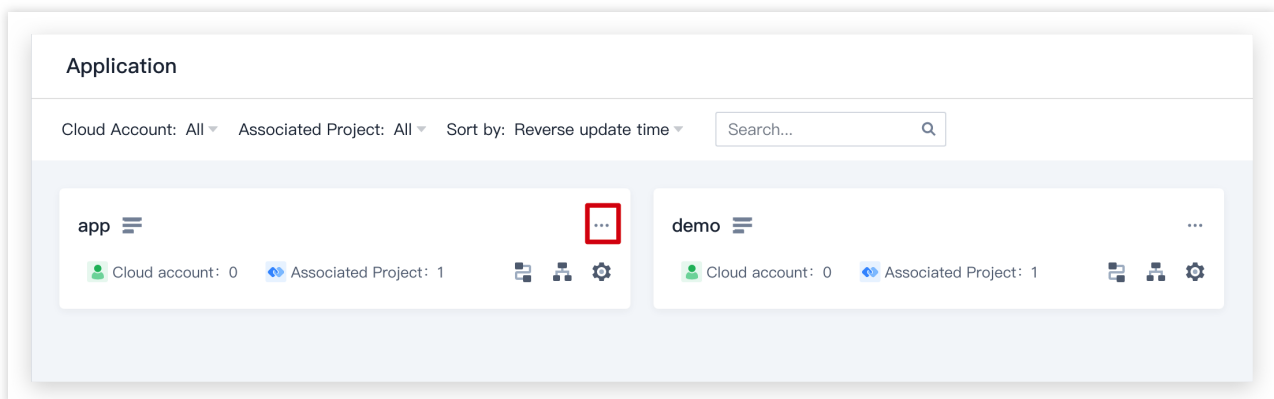 Application
Cloud Account: All Associated Project: All Sort by: Reverse update time Search...
app demo
Cloud account: 0 Associated Project: 1 Cloud account: 0 Associated Project: 1